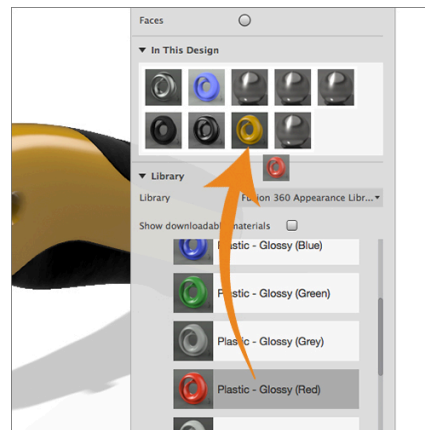 Faces
▼ In This Design
▼ Library
Library Fusion 360 Appearance Libr...
Show downloadable materials
Plastic - Glossy (Blue)
Plastic - Glossy (Green)
Plastic - Glossy (Grey)
Plastic - Glossy (Red)